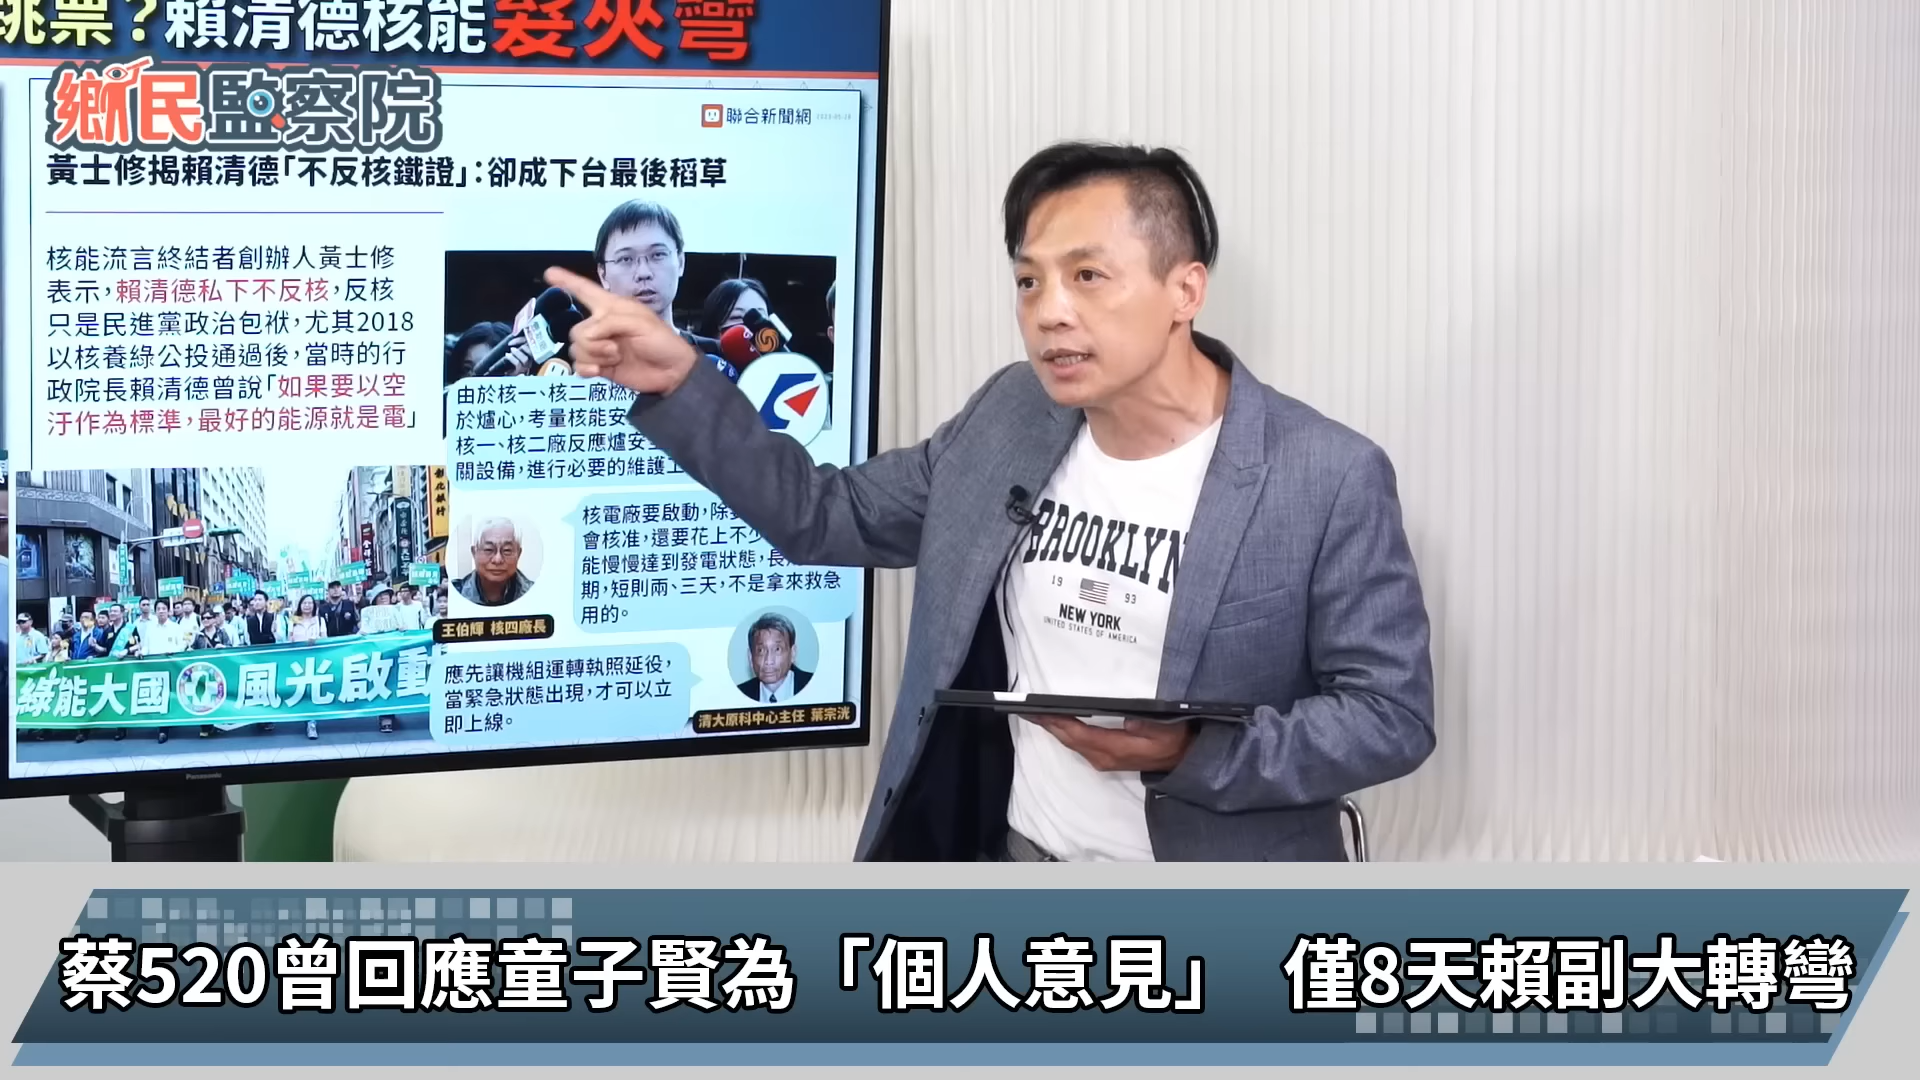 跳票？賴清德核能髮夾彎
鄉民監察院
聯合新聞網
黃士修揭賴清德「不反核鐵證」：卻成下台最後稻草
核能流言終結者創辦人黃士修
表示，賴清德私下不反核，反核
只是民進黨政治包袱，尤其2018
以核養綠公投通過後，當時的行
政院長賴清德曾說「如果要以空
汙作為標準，最好的能源就是電」
由於核一、核二廠燃
於爐心，考量核能安
核一、核二廠反應爐安
關設備，進行必要的維護
核電廠要啟動，除
會核准，還要花上不少
能慢慢達到發電狀態，長
期，短則兩、三天，不是拿來救急
用的。
王伯輝 核四廠長
應先讓機組運轉執照延役，
當緊急狀態出現，才可以立
即上線。
清大原科中心主任 葉宗洸
綠能大國 風光啟動
Panasonic
BROOKLYN
19 93
NEW YORK
UNITED STATES OF AMERICA
蔡520曾回應童子賢為「個人意見」 僅8天賴副大轉彎